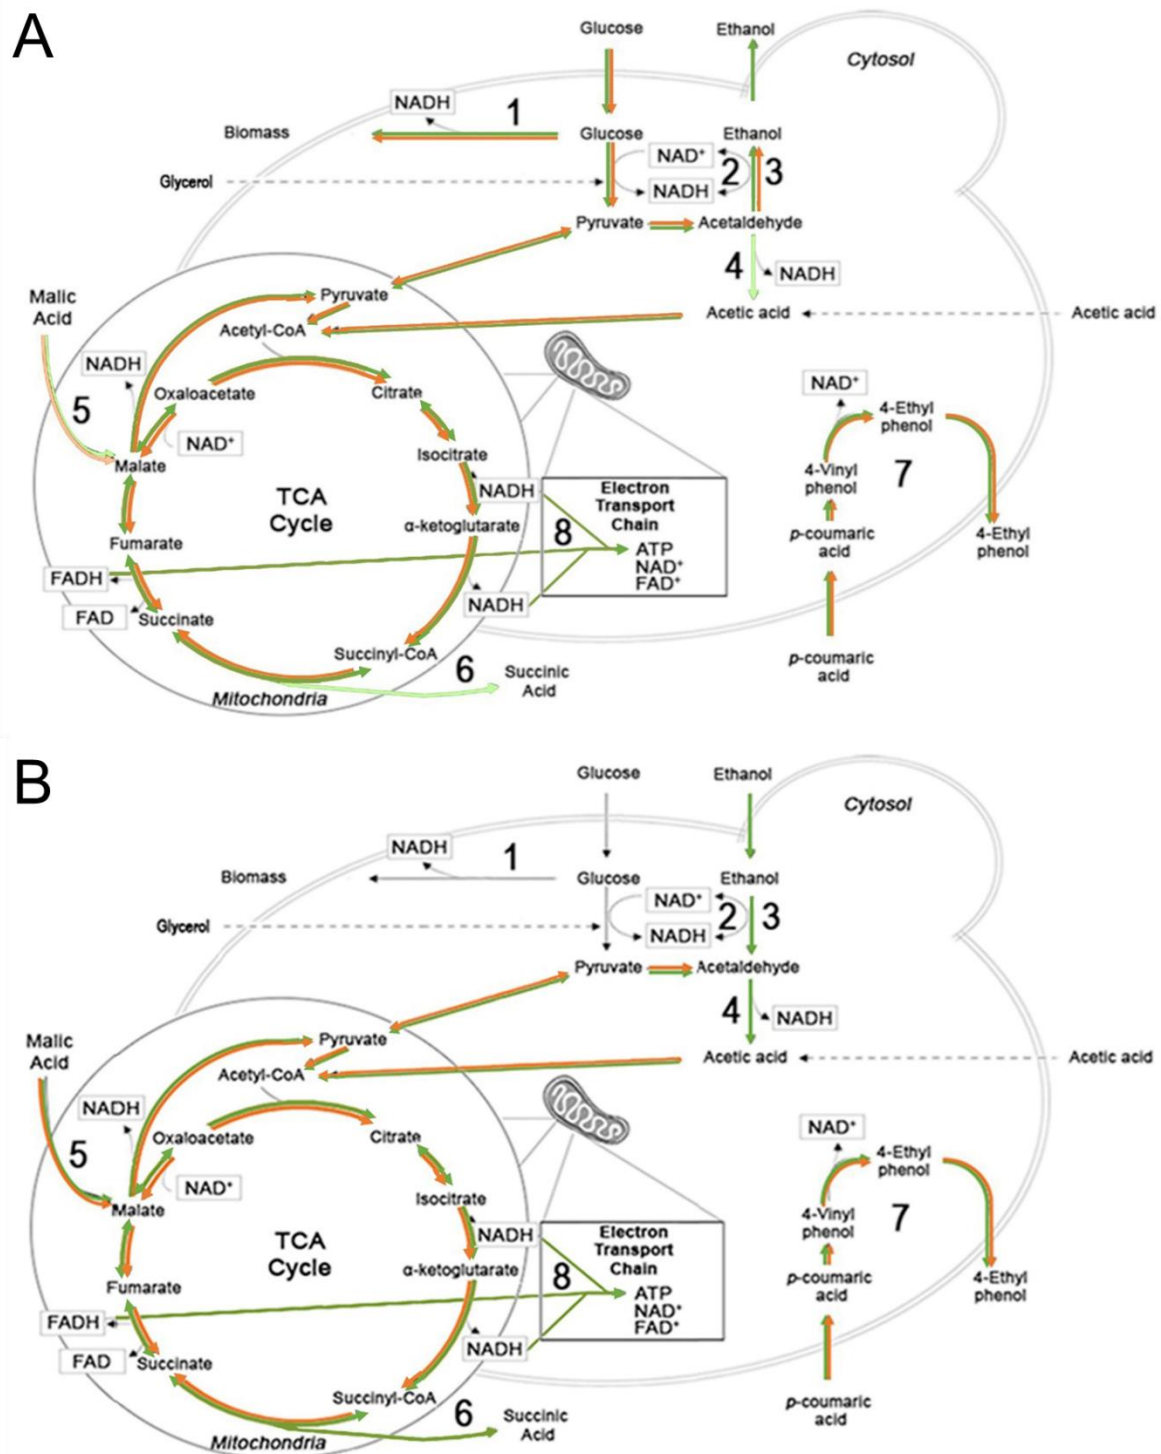 A
Glucose
Ethanol
Cytosol
NADH
1
Biomass
Glucose
Ethanol
NAD⁺
2
3
Glycerol
NADH
Pyruvate
Acetaldehyde
4
NADH
Malic
Acid
Pyruvate
Acetic acid
Acetic acid
Acetyl-CoA
NADH
Oxaloacetate
Citrate
NAD⁺
5
NAD⁺
4-Ethyl
phenol
Malate
Isocitrate
4-Vinyl
phenol
7
TCA
Cycle
NADH
Electron
Transport
Chain
α-ketoglutarate
8
p-coumaric
acid
4-Ethyl
phenol
Fumarate
ATP
NAD⁺
FAD⁺
FADH
NADH
FAD
Succinate
Succinyl-CoA
6
Succinic
Acid
p-coumaric
acid
Mitochondria
B
Glucose
Ethanol
Cytosol
NADH
1
Biomass
Glucose
Ethanol
NAD⁺
2
3
Glycerol
NADH
Pyruvate
Acetaldehyde
4
NADH
Malic
Acid
Pyruvate
Acetic acid
Acetic acid
Acetyl-CoA
NADH
Oxaloacetate
Citrate
NAD⁺
5
NAD⁺
4-Ethyl
phenol
Malate
Isocitrate
4-Vinyl
phenol
7
TCA
Cycle
NADH
Electron
Transport
Chain
α-ketoglutarate
8
p-coumaric
acid
4-Ethyl
phenol
Fumarate
ATP
NAD⁺
FAD⁺
FADH
NADH
FAD
Succinate
Succinyl-CoA
6
Succinic
Acid
p-coumaric
acid
Mitochondria